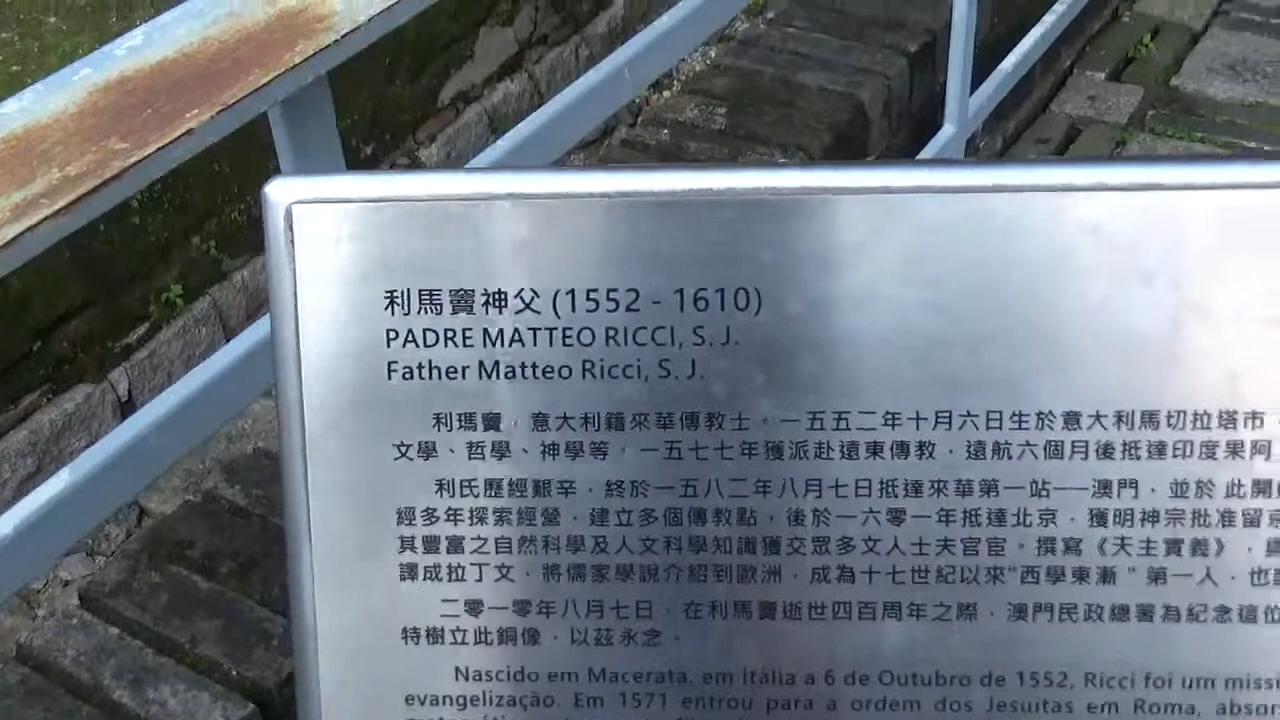 利馬竇神父 (1552 - 1610)
PADRE MATTEO RICCI, S. J.
Father Matteo Ricci, S. J.
利瑪竇，意大利籍來華傳教士。一五五二年十月六日生於意大利馬切拉塔市
文學、哲學、神學等。一五七七年獲派赴遠東傳教，遠航六個月後抵達印度果阿
利氏歷經艱辛，終於一五八二年八月七日抵達來華第一站──澳門，並於 此開
經多年探索經營，建立多個傳教點，後於一六零一年抵達北京，獲明神宗批准留京
其豐富之自然科學及人文科學知識獲交眾多文人士夫官宦。撰寫《天主實義》，
譯成拉丁文，將儒家學說介紹到歐洲，成為十七世紀以來"西學東漸 " 第一人，也
二零一零年八月七日，在利馬竇逝世四百周年之際，澳門民政總署為紀念這位
特樹立此銅像，以茲永念。
Nascido em Macerata, em Itália a 6 de Outubro de 1552, Ricci foi um
evangelização. Em 1571 entrou para a ordem dos Jesuitas em Roma,